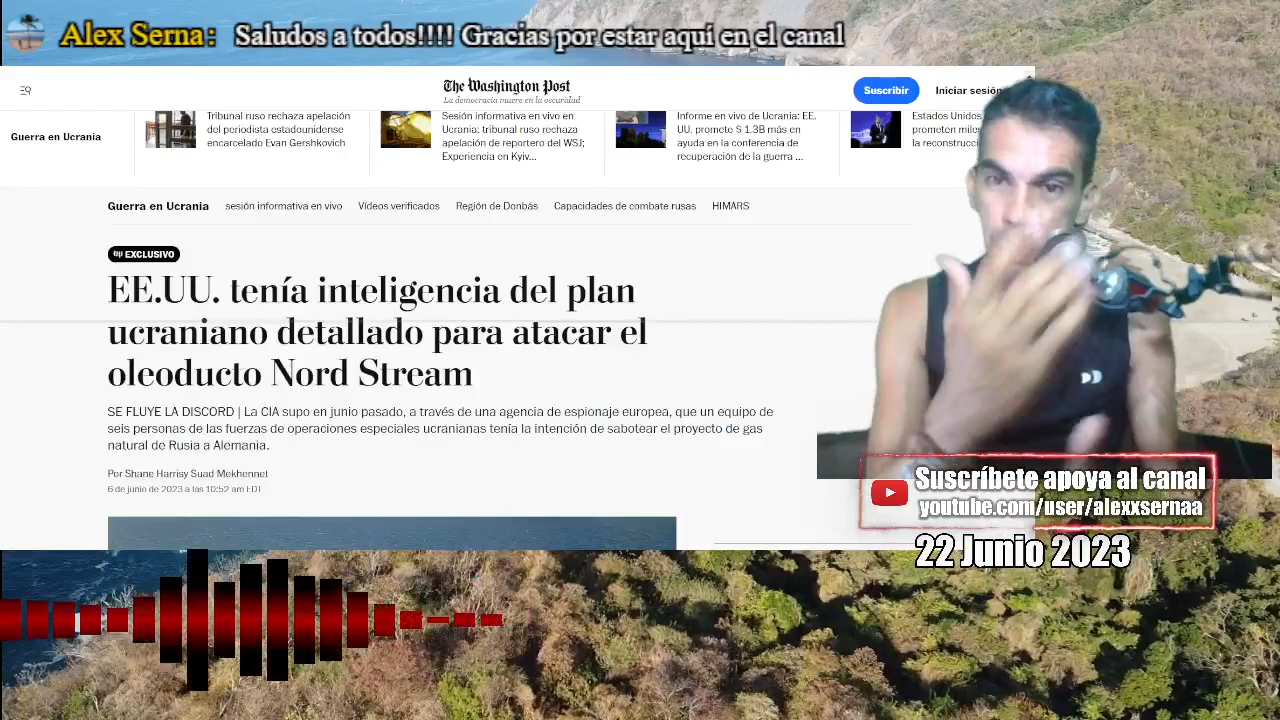 Alex Serna: Saludos a todos!!!! Gracias por estar aquí en el canal
The Washington Post
La democracia muere en la oscuridad
Suscribir
Iniciar sesión
Guerra en Ucrania
Tribunal ruso rechaza apelación
del periodista estadounidense
encarcelado Evan Gershkovich
Sesión informativa en vivo en
Ucrania: tribunal ruso rechaza
apelación de reportero del WSJ;
Experiencia en Kyiv...
Informe en vivo de Ucrania: EE.
UU. promete $ 1.3B más en
ayuda en la conferencia de
recuperación de la guerra ...
Estados Unidos
prometen
la
Guerra en Ucrania
sesión informativa en vivo
Vídeos verificados
Región de Donbás
Capacidades de combate rusas
HIMARS
wp EXCLUSIVO
EE.UU. tenía inteligencia del plan
ucraniano detallado para atacar el
oleoducto Nord Stream
SE FLUYE LA DISCORD | La CIA supo en junio pasado, a través de una agencia de espionaje europea, que un equipo de
seis personas de las fuerzas de operaciones especiales ucranianas tenía la intención de sabotear el proyecto de gas
natural de Rusia a Alemania.
Por Shane Harrisy Suad Mekhennet
6 de junio de 2023 a las 10:52 am EDT
Suscríbete apoya al canal
youtube.com/user/alexxsernaa
22 Junio 2023